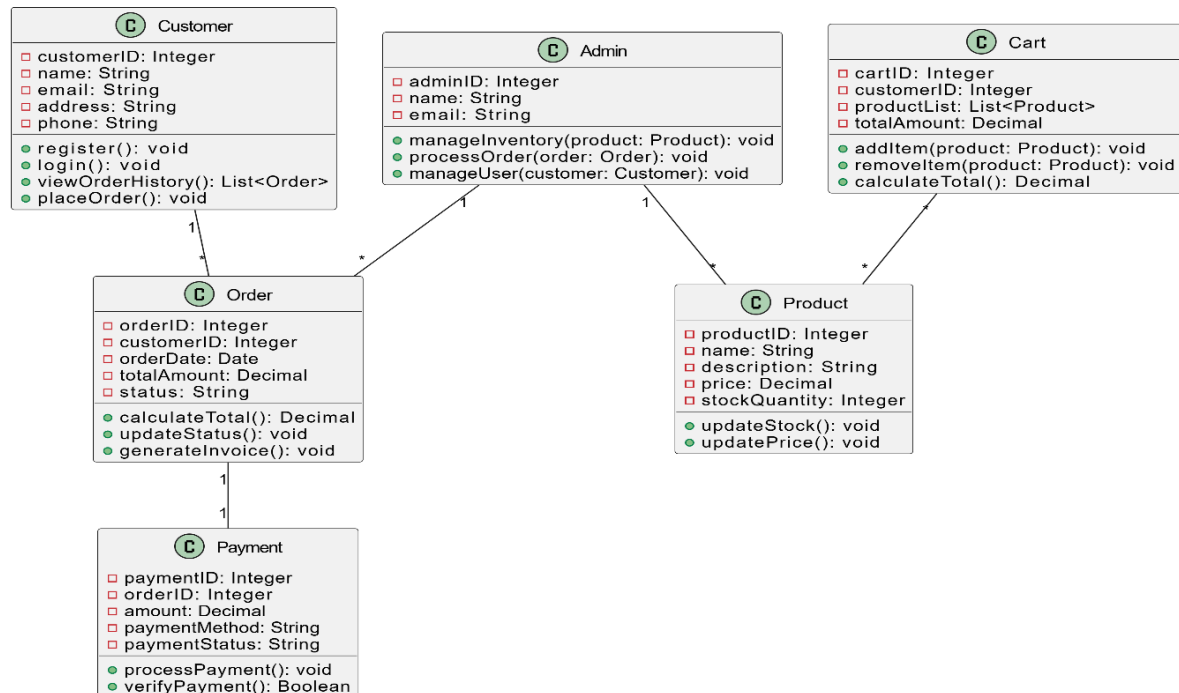 C Customer
customerID: Integer
name: String
email: String
address: String
phone: String
register(): void
login(): void
viewOrderHistory(): List<Order>
placeOrder(): void
C Admin
adminID: Integer
name: String
email: String
manageInventory(product: Product): void
processOrder(order: Order): void
manageUser(customer: Customer): void
C Cart
cartID: Integer
customerID: Integer
productList: List<Product>
totalAmount: Decimal
addItem(product: Product): void
removeItem(product: Product): void
calculateTotal(): Decimal
1
1
1
*
*
*
*
*
C Order
orderID: Integer
customerID: Integer
orderDate: Date
totalAmount: Decimal
status: String
calculateTotal(): Decimal
updateStatus(): void
generateInvoice(): void
C Product
productID: Integer
name: String
description: String
price: Decimal
stockQuantity: Integer
updateStock(): void
updatePrice(): void
1
1
C Payment
paymentID: Integer
orderID: Integer
amount: Decimal
paymentMethod: String
paymentStatus: String
processPayment(): void
verifyPayment(): Boolean